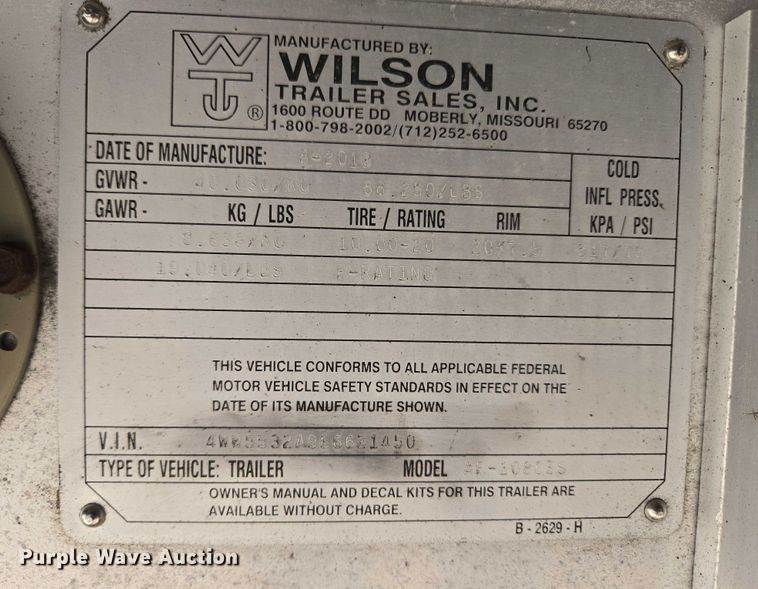 WTJ ®
MANUFACTURED BY:
WILSON
TRAILER SALES, INC.
1600 ROUTE DD MOBERLY, MISSOURI 65270
1-800-798-2002/(712)252-6500
DATE OF MANUFACTURE:
GVWR -
COLD
INFL PRESS.
KPA / PSI
GAWR - KG / LBS TIRE / RATING RIM
THIS VEHICLE CONFORMS TO ALL APPLICABLE FEDERAL
MOTOR VEHICLE SAFETY STANDARDS IN EFFECT ON THE
DATE OF ITS MANUFACTURE SHOWN.
V.I.N.
TYPE OF VEHICLE: TRAILER MODEL
OWNER'S MANUAL AND DECAL KITS FOR THIS TRAILER ARE
AVAILABLE WITHOUT CHARGE.
B - 2629 - H
Purple Wave Auction